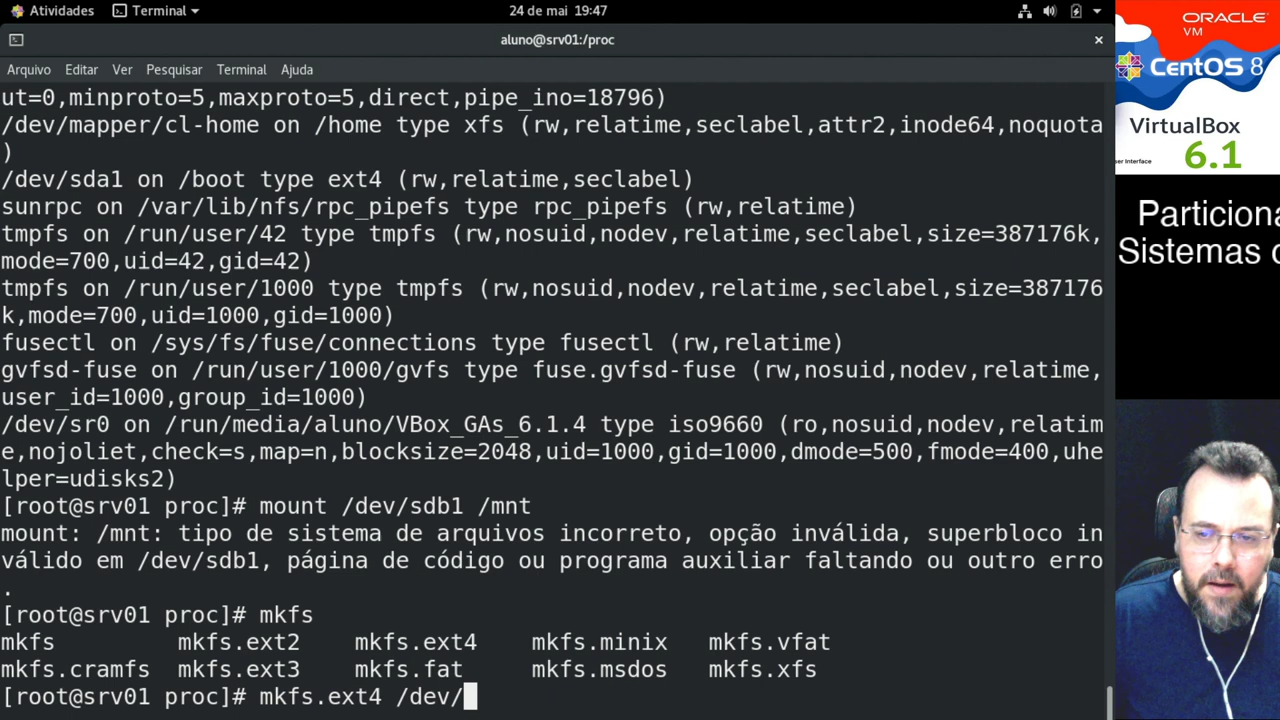 Atividades
Terminal
24 de mai 19:47
aluno@srv01:/proc
×
Arquivo Editar Ver Pesquisar Terminal Ajuda
ut=0,minproto=5,maxproto=5,direct,pipe_ino=18796)
/dev/mapper/cl-home on /home type xfs (rw,relatime,seclabel,attr2,inode64,noquota
)
/dev/sda1 on /boot type ext4 (rw,relatime,seclabel)
sunrpc on /var/lib/nfs/rpc_pipefs type rpc_pipefs (rw,relatime)
tmpfs on /run/user/42 type tmpfs (rw,nosuid,nodev,relatime,seclabel,size=387176k,
mode=700,uid=42,gid=42)
tmpfs on /run/user/1000 type tmpfs (rw,nosuid,nodev,relatime,seclabel,size=387176
k,mode=700,uid=1000,gid=1000)
fusectl on /sys/fs/fuse/connections type fusectl (rw,relatime)
gvfsd-fuse on /run/user/1000/gvfs type fuse.gvfsd-fuse (rw,nosuid,nodev,relatime,
user_id=1000,group_id=1000)
/dev/sr0 on /run/media/aluno/VBox_GAs_6.1.4 type iso9660 (ro,nosuid,nodev,relatim
e,nojoliet,check=s,map=n,blocksize=2048,uid=1000,gid=1000,dmode=500,fmode=400,uhe
lper=udisks2)
[root@srv01 proc]# mount /dev/sdb1 /mnt
mount: /mnt: tipo de sistema de arquivos incorreto, opção inválida, superbloco in
válido em /dev/sdb1, página de código ou programa auxiliar faltando ou outro erro
.
[root@srv01 proc]# mkfs
mkfs mkfs.ext2 mkfs.ext4 mkfs.minix mkfs.vfat
mkfs.cramfs mkfs.ext3 mkfs.fat mkfs.msdos mkfs.xfs
[root@srv01 proc]# mkfs.ext4 /dev/
ORACLE
VM
CentOS 8
VirtualBox
ser Interface
6.1
Particiona
Sistemas d